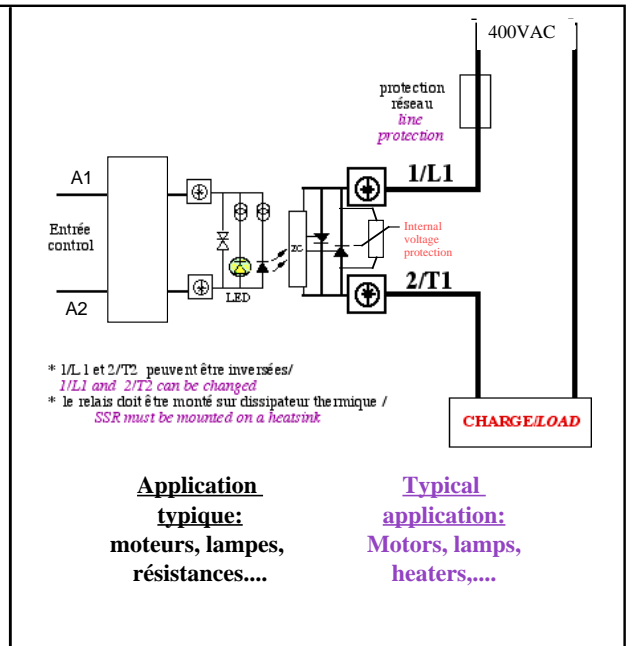 400VAC
protection
réseau
line
protection
A1
1/L1
Entrée
control
ZC
Internal
voltage
protection
A2
LED
2/T1
* 1/L1 et 2/T2 peuvent être inversées/
1/L1 and 2/T2 can be changed
* le relais doit être monté sur dissipateur thermique /
SSR must be mounted on a heatsink
CHARGE/LOAD
Application
typique:
moteurs, lampes,
résistances....
Typical
application:
Motors, lamps,
heaters,....